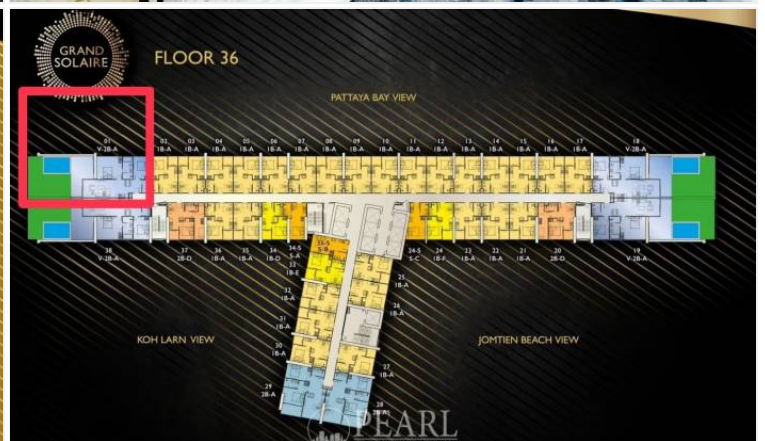 GRAND
SOLAIRE
FLOOR 36
PATTAYA BAY VIEW
01
V-2B-A
02
1B-A
03
1B-A
04
1B-A
05
1B-A
06
1B-A
07
1B-A
08
1B-A
09
1B-A
10
1B-A
11
1B-A
12
1B-A
13
1B-A
14
1B-A
15
1B-A
16
1B-A
17
1B-A
18
V-2B-A
38
V-2B-A
37
2B-D
36
1B-A
35
1B-A
34
1B-D
34-S
S-A
33-S
S-B
33
1B-E
24-S
S-C
24
1B-F
23
1B-A
22
1B-A
21
1B-A
20
2B-D
19
V-2B-A
25
1B-A
32
1B-A
26
1B-A
31
1B-A
KOH LARN VIEW
JOMTIEN BEACH VIEW
30
1B-A
27
1B-A
29
2B-A
28
2B-A
PEARL